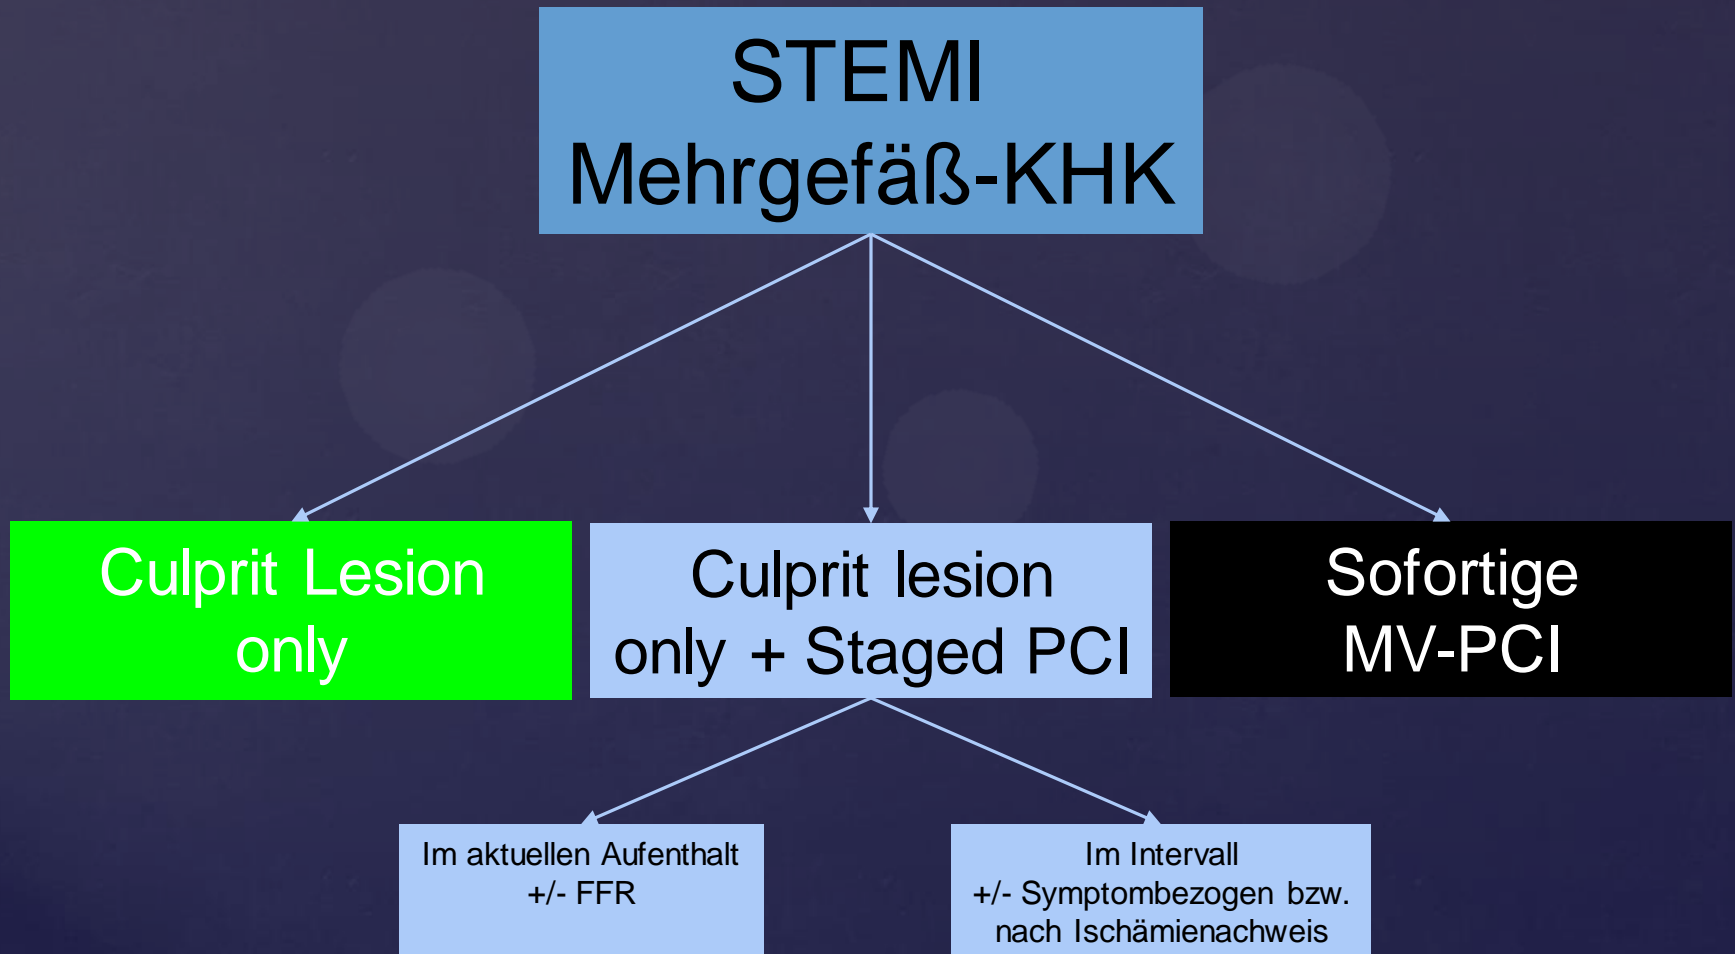 STEMI
Mehrgefäß-KHK
Culprit Lesion
only
Culprit lesion
only + Staged PCI
Sofortige
MV-PCI
Im aktuellen Aufenthalt
+/- FFR
Im Intervall
+/- Symptombezogen bzw.
nach Ischämienachweis